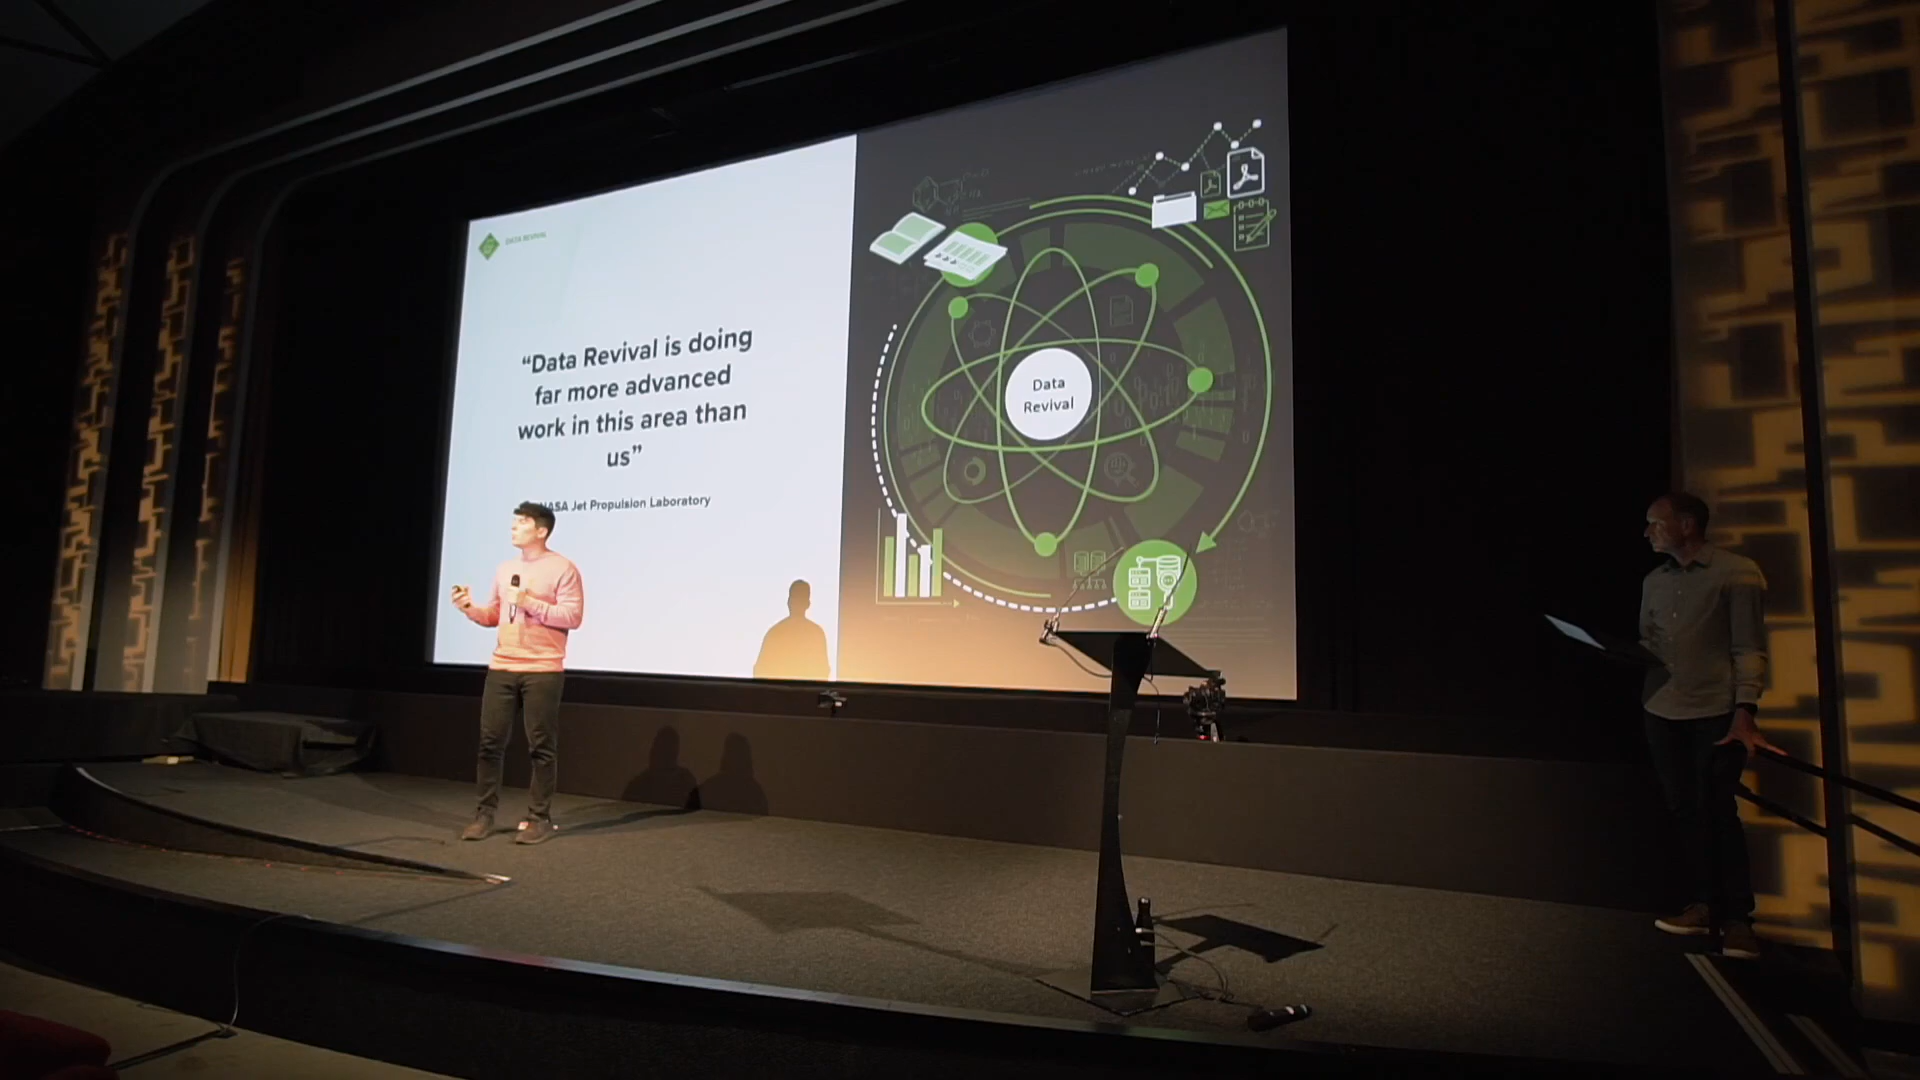 DATA REVIVAL
“Data Revival is doing
far more advanced
work in this area than
us”
NASA Jet Propulsion Laboratory
Data
Revival